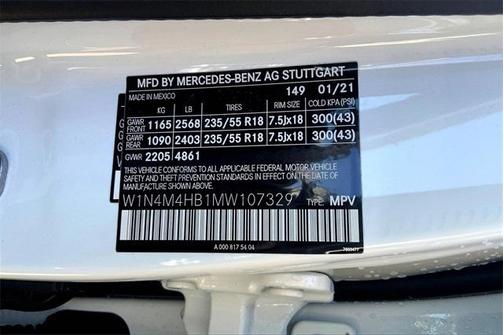 MFD BY MERCEDES-BENZ AG STUTTGART
MADE IN MEXICO 149 01/21
KG LB TIRES RIM SIZE COLD KPA(PSI)
GAWR FRONT 1165 2568 235/55 R18 7.5Jx18 300(43)
GAWR REAR 1090 2403 235/55 R18 7.5Jx18 300(43)
GVWR 2205 4861
THIS VEHICLE CONFORMS TO ALL APPLICABLE FEDERAL MOTOR VEHICLE
SAFETY AND THEFT PREVENTION STANDARDS IN EFFECT ON THE
DATE OF MANUFACTURE SHOWN ABOVE.
W1N4M4HB1MW107329 TYPE: MPV
A 000 817 54 04